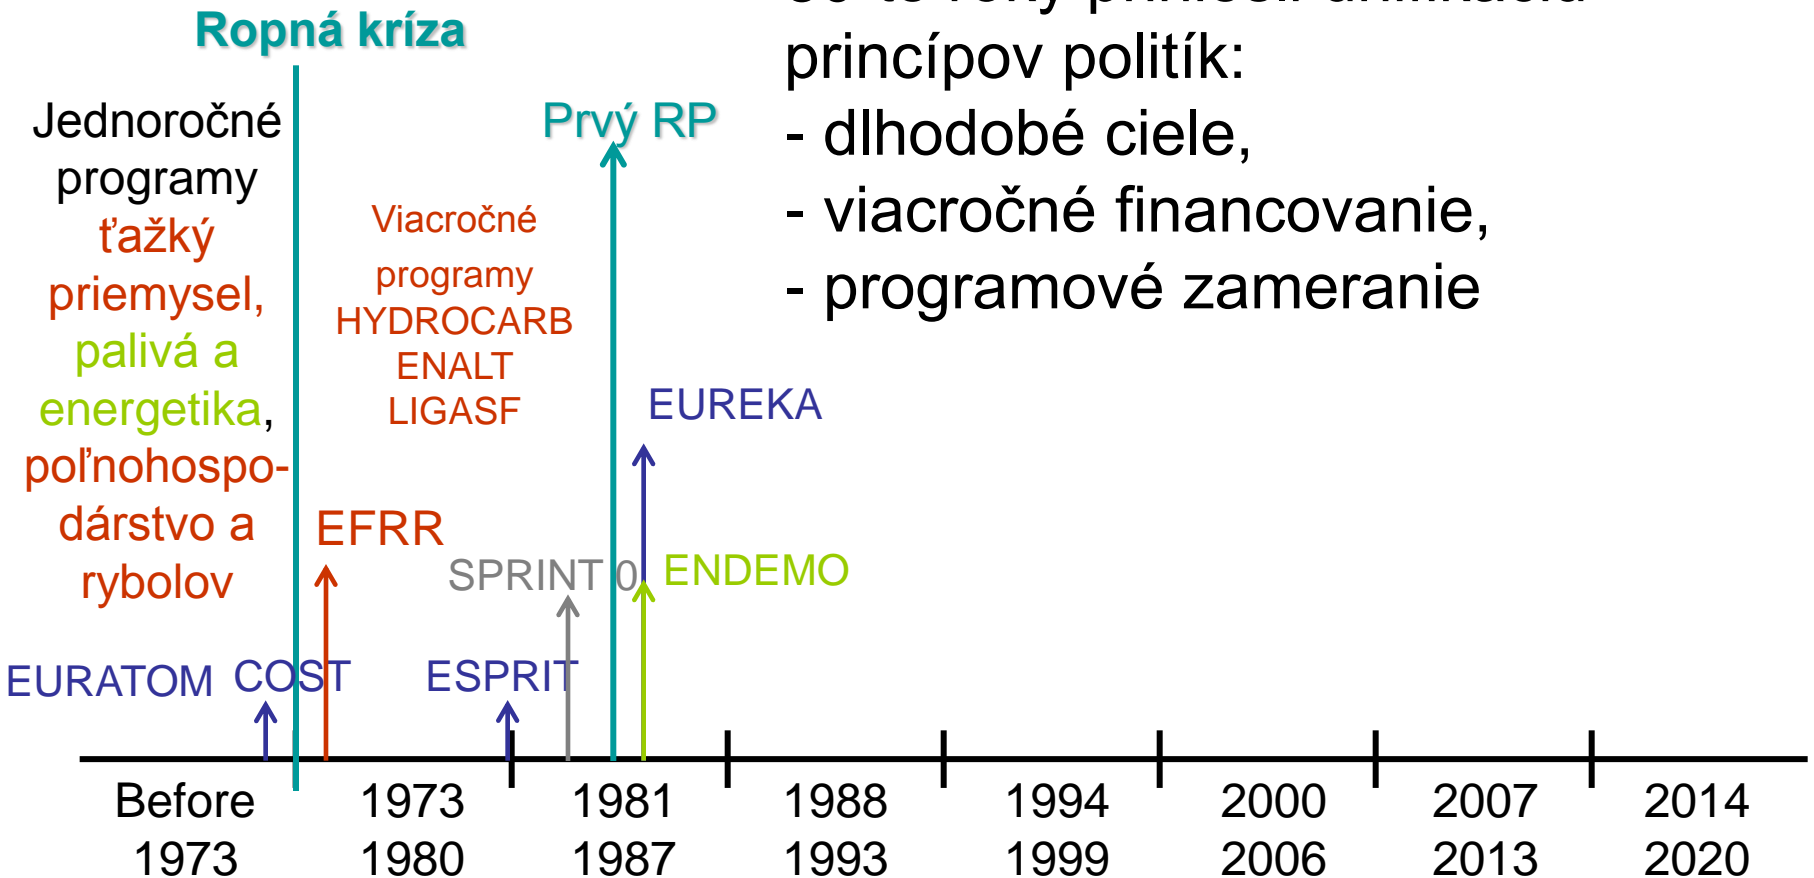 Ropná kríza
princípov politík:
- dlhodobé ciele,
- viacročné financovanie,
- programové zameranie
Jednoročné
programy
ťažký
priemysel,
palivá a
energetika,
poľnohospo-
dárstvo a
rybolov
Prvý RP
Viacročné
programy
HYDROCARB
ENALT
LIGASF
EUREKA
EFRR
SPRINT 0
ENDEMO
EURATOM
COST
ESPRIT
Before
1973
1973
1980
1981
1987
1988
1993
1994
1999
2000
2006
2007
2013
2014
2020